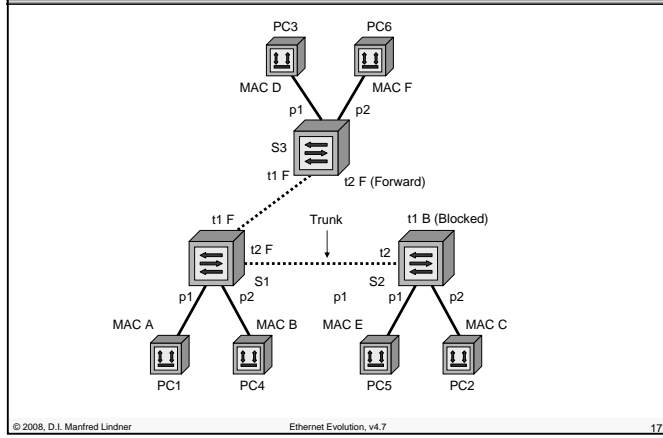 PC3 PC6
MAC D MAC F
p1 p2
S3
t1 F t2 F (Forward)
t1 F Trunk t1 B (Blocked)
t2 F t2
S1 S2
p1 p2 p1 p1 p2
MAC A MAC B MAC E MAC C
PC1 PC4 PC5 PC2
© 2008, D.I. Manfred Lindner Ethernet Evolution, v4.7 17